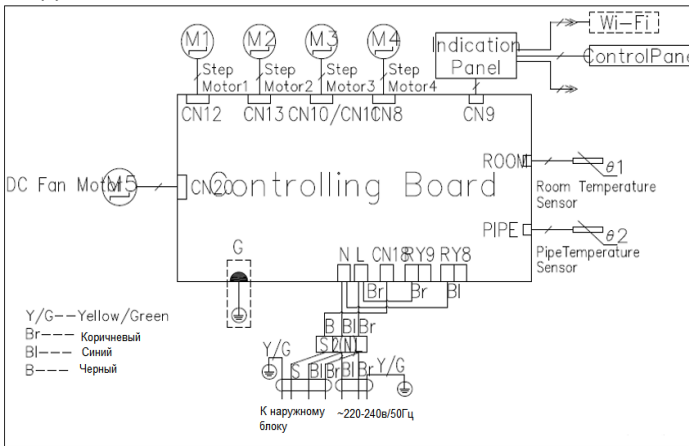 M1 M2 M3 M4
Wi-Fi
Indication Panel
ControlPane
Step Motor1
Step Motor2
Step Motor3
Step Motor4
CN12 CN13 CN10/CN11 CN8 CN9
DC Fan Motor
M5
CN20
Controlling Board
ROOM
θ1
Room Temperature
Sensor
PIPE
θ2
PipeTemperature
Sensor
G
N L CN18 RY9 RY8
Br Br Bl
Y/G--Yellow/Green
Br---- Коричневый
Bl---- Синий
B---- Черный
B Bl Br
S 2(N) L
Y/G
S Bl Br Bl Br
Y/G
К наружному
блоку
~220-240в/50Гц